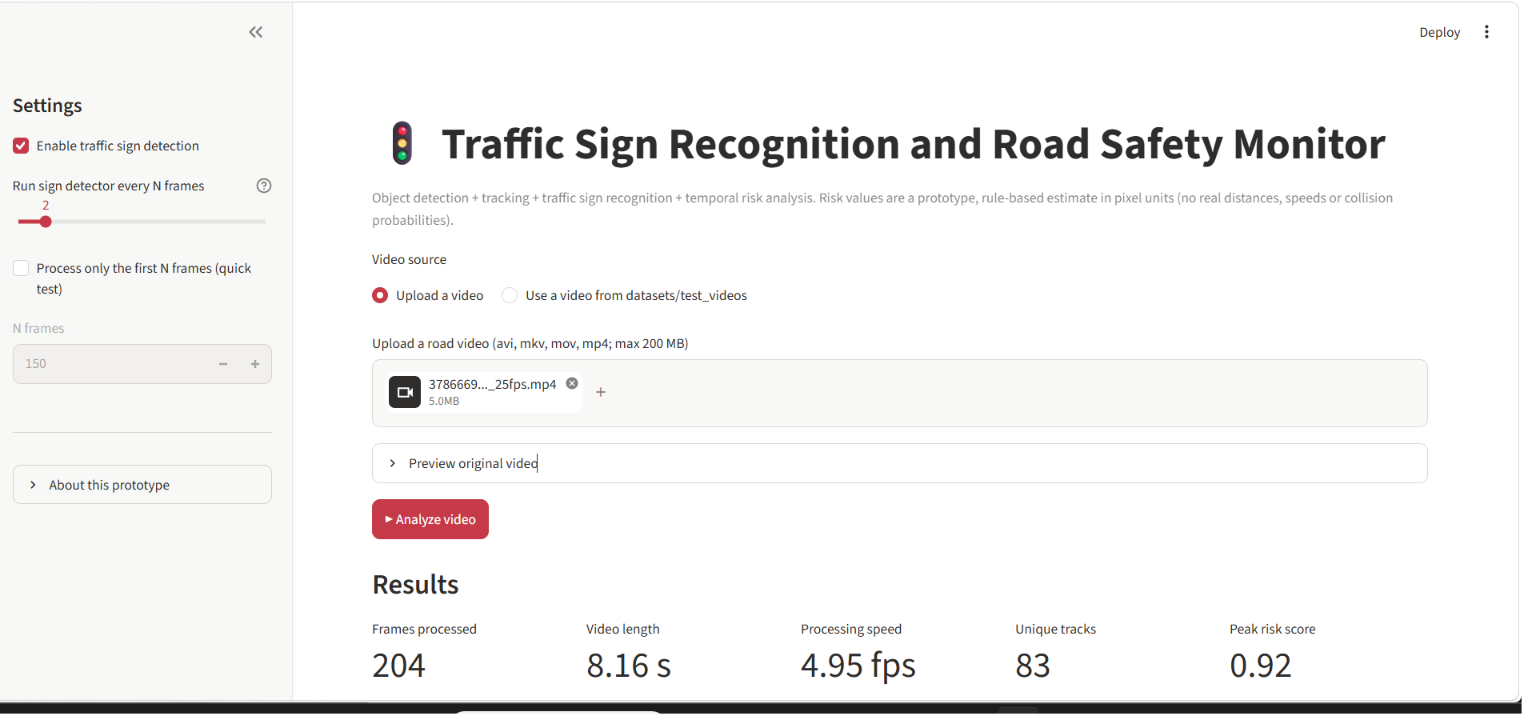 Deploy
Settings
Enable traffic sign detection
Run sign detector every N frames
2
Process only the first N frames (quick
test)
N frames
150
About this prototype
Traffic Sign Recognition and Road Safety Monitor
Object detection + tracking + traffic sign recognition + temporal risk analysis. Risk values are a prototype, rule-based estimate in pixel units (no real distances, speeds or collision
probabilities).
Video source
Upload a video
Use a video from datasets/test_videos
Upload a road video (avi, mkv, mov, mp4; max 200 MB)
3786669..._25fps.mp4
5.0MB
Preview original video
Analyze video
Results
Frames processed
204
Video length
8.16 s
Processing speed
4.95 fps
Unique tracks
83
Peak risk score
0.92